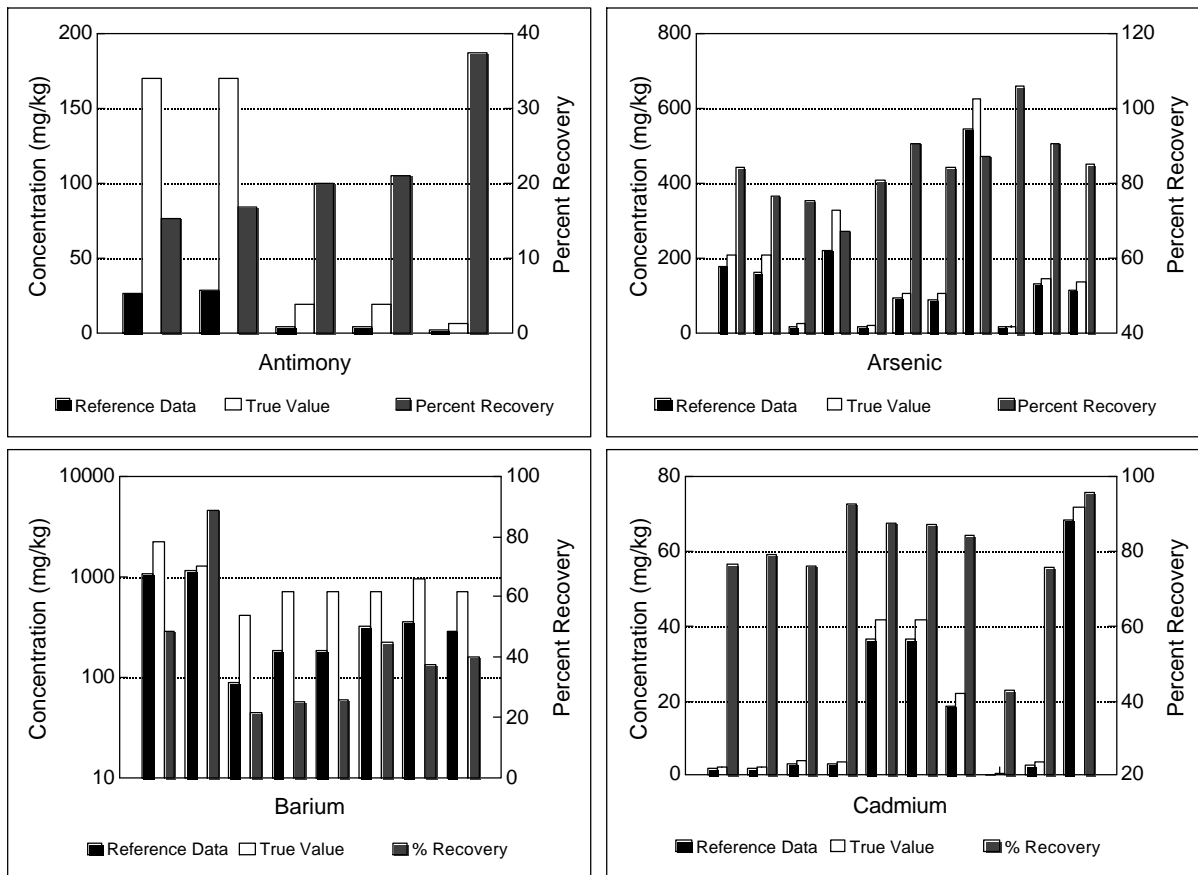 200
150
100
50
0
Concentration (mg/kg)
40
30
20
10
0
Percent Recovery
Antimony
Reference Data True Value Percent Recovery
800
600
400
200
0
Concentration (mg/kg)
120
100
80
60
40
Percent Recovery
Arsenic
Reference Data True Value Percent Recovery
10000
1000
100
10
Concentration (mg/kg)
100
80
60
40
20
0
Percent Recovery
Barium
Reference Data True Value % Recovery
80
60
40
20
0
Concentration (mg/kg)
100
80
60
40
20
Percent Recovery
Cadmium
Reference Data True Value % Recovery